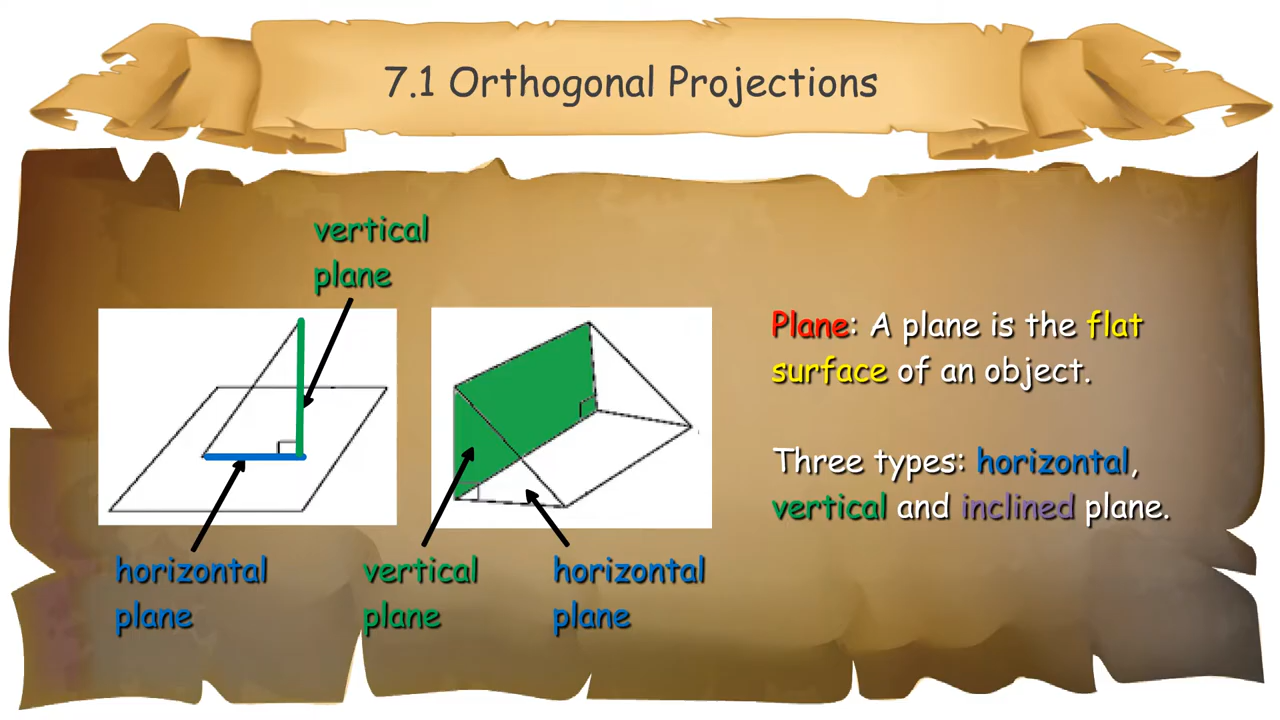 7.1 Orthogonal Projections
vertical
plane
horizontal
plane
vertical
plane
horizontal
plane
Plane: A plane is the flat
surface of an object.
Three types: horizontal,
vertical and inclined plane.